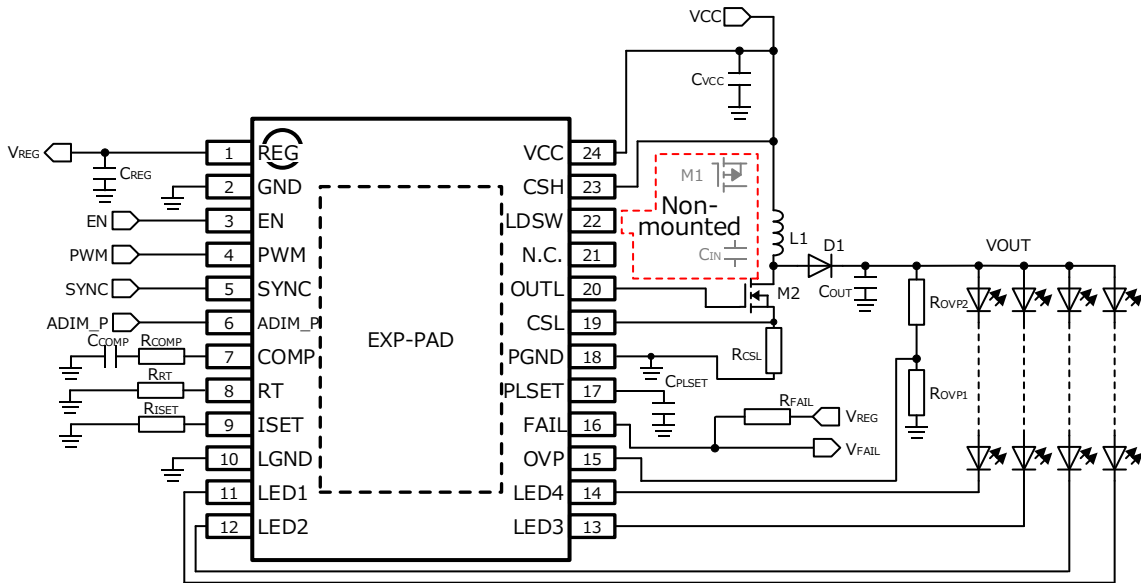 VCC
CVCC
VREG
CREG
1
REG
VCC
24
2
GND
CSH
23
EN
3
EN
LDSW
22
PWM
4
PWM
N.C.
21
SYNC
5
SYNC
OUTL
20
ADIM_P
6
ADIM_P
CSL
19
CCOMP
RCOMP
7
COMP
PGND
18
RRT
8
RT
PLSET
17
RISET
9
ISET
FAIL
16
10
LGND
OVP
15
11
LED1
LED4
14
12
LED2
LED3
13
EXP-PAD
M1
Non-
mounted
CIN
L1
D1
VOUT
M2
COUT
ROVP2
RCSL
CPLSET
ROVP1
RFAIL
VREG
VFAIL